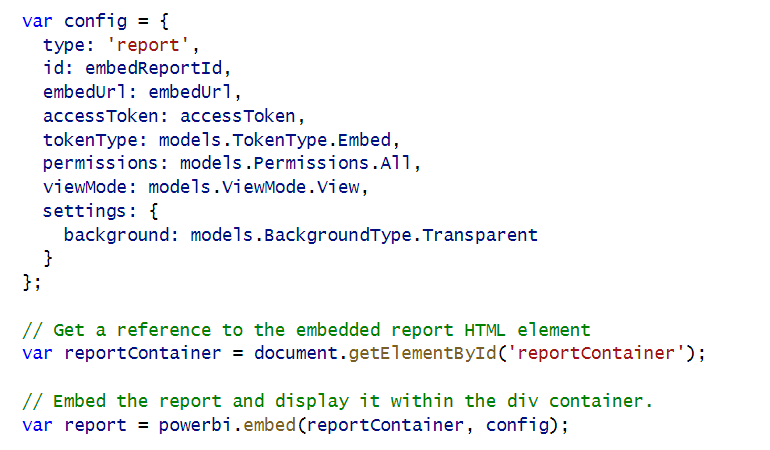 var config = {
  type: 'report',
  id: embedReportId,
  embedUrl: embedUrl,
  accessToken: accessToken,
  tokenType: models.TokenType.Embed,
  permissions: models.Permissions.All,
  viewMode: models.ViewMode.View,
  settings: {
    background: models.BackgroundType.Transparent
  }
};

// Get a reference to the embedded report HTML element
var reportContainer = document.getElementById('reportContainer');

// Embed the report and display it within the div container.
var report = powerbi.embed(reportContainer, config);